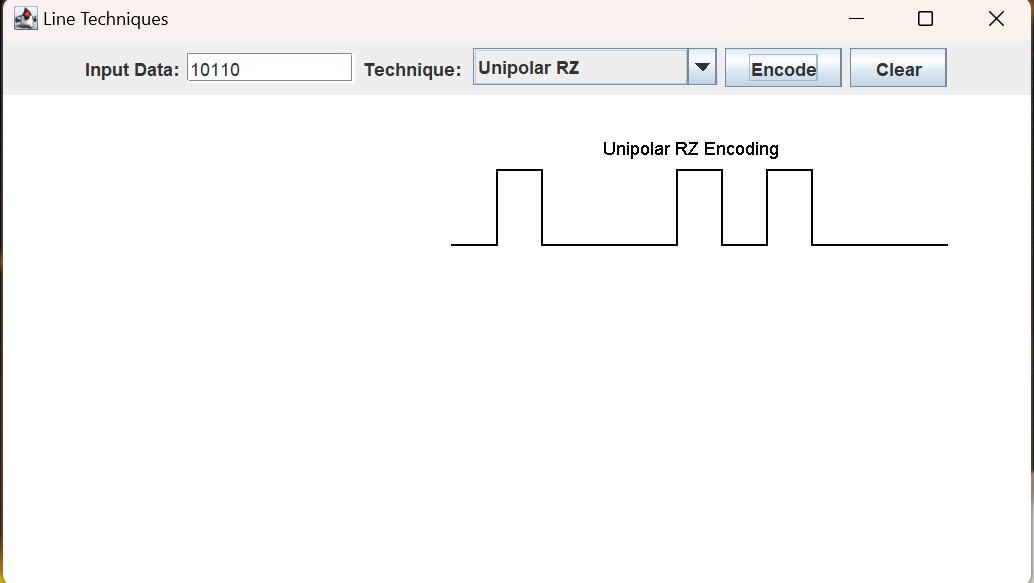 Line Techniques
Input Data: 10110 Technique: Unipolar RZ Encode Clear
Unipolar RZ Encoding